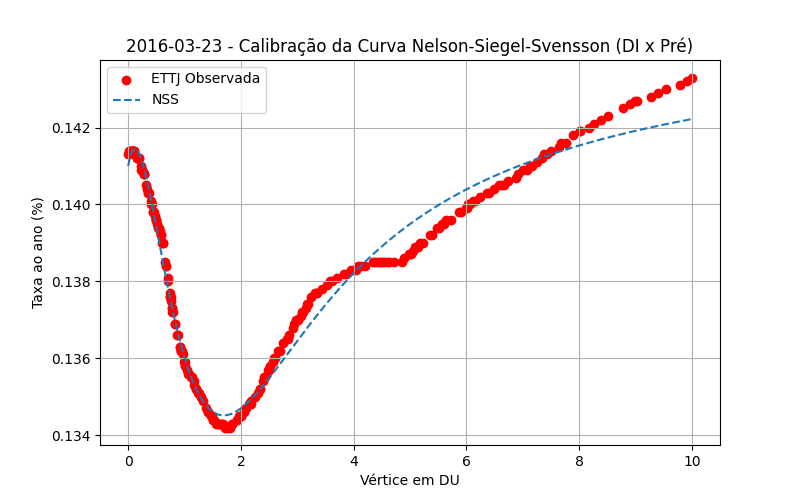 2016-03-23 - Calibração da Curva Nelson-Siegel-Svensson (DI x Pré)
ETTJ Observada
NSS
Taxa ao ano (%)
0.142
0.140
0.138
0.136
0.134
0 2 4 6 8 10
Vértice em DU